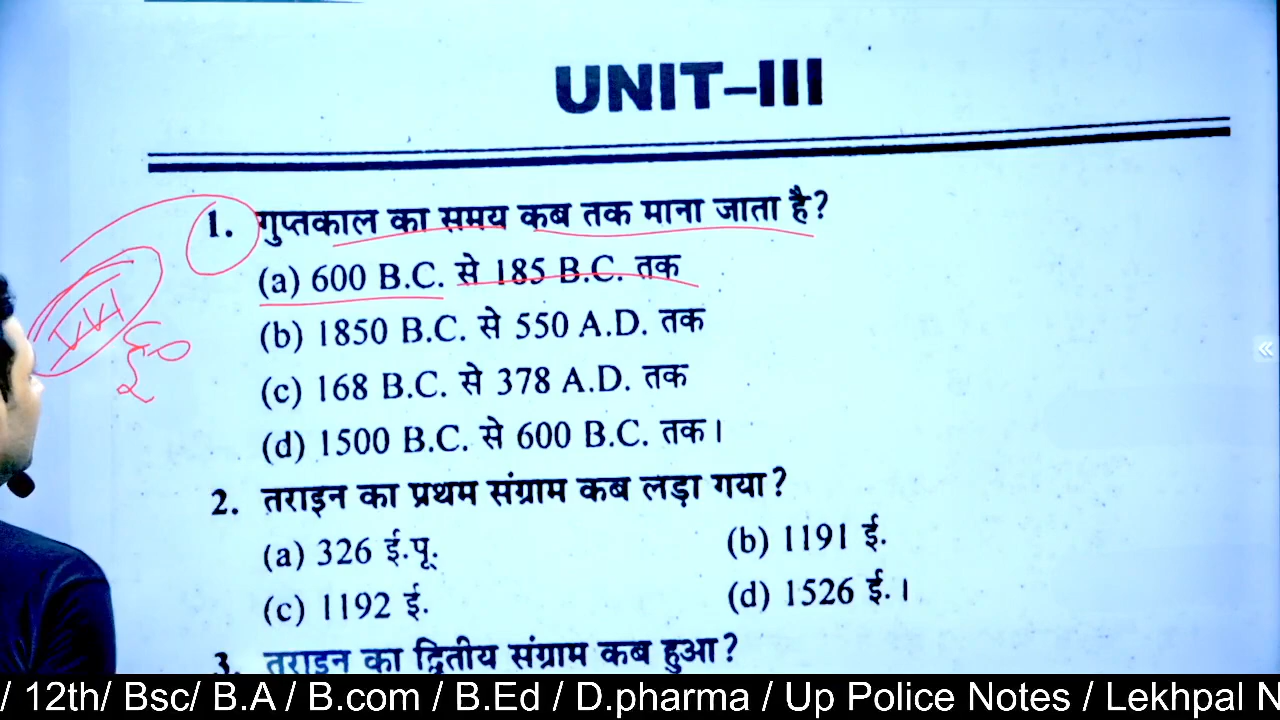 UNIT–III
1. गुप्तकाल का समय कब तक माना जाता है?
(a) 600 B.C. से 185 B.C. तक
(b) 1850 B.C. से 550 A.D. तक
(c) 168 B.C. से 378 A.D. तक
(d) 1500 B.C. से 600 B.C. तक।
2. तराइन का प्रथम संग्राम कब लड़ा गया?
(a) 326 ई.पू. (b) 1191 ई.
(c) 1192 ई. (d) 1526 ई.।
3. तराइन का द्वितीय संग्राम कब हुआ?
/ 12th/ Bsc/ B.A / B.com / B.Ed / D.pharma / Up Police Notes / Lekhpal N